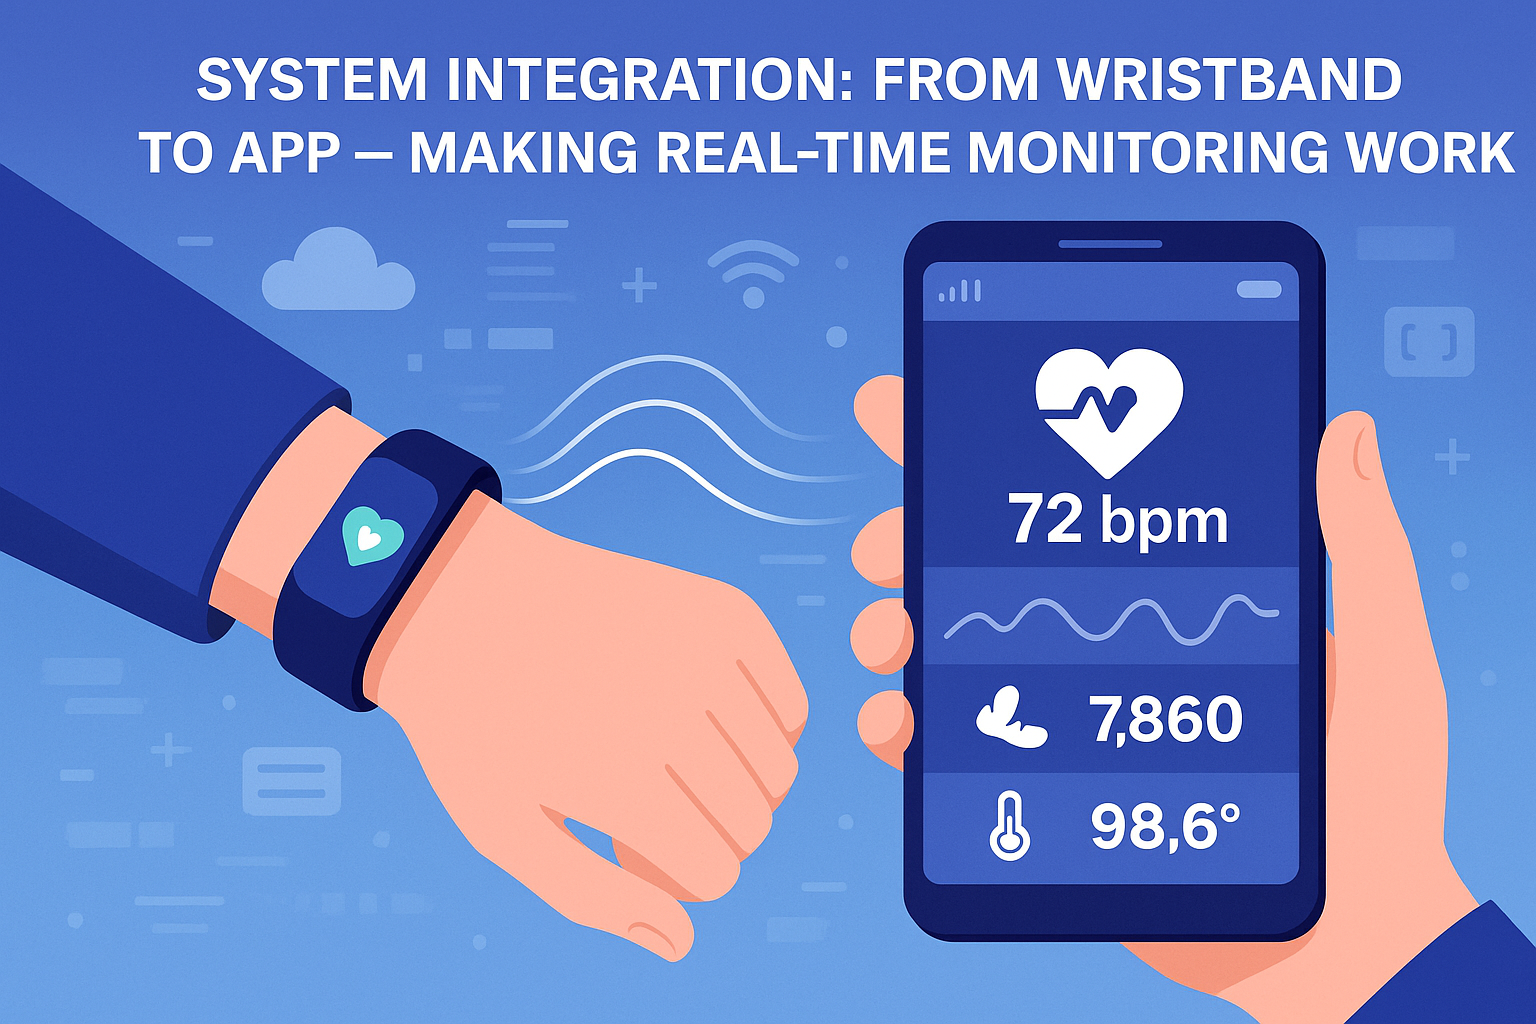 SYSTEM INTEGRATION: FROM WRISTBAND
TO APP – MAKING REAL-TIME MONITORING WORK
72 bpm
7,860
98,6°